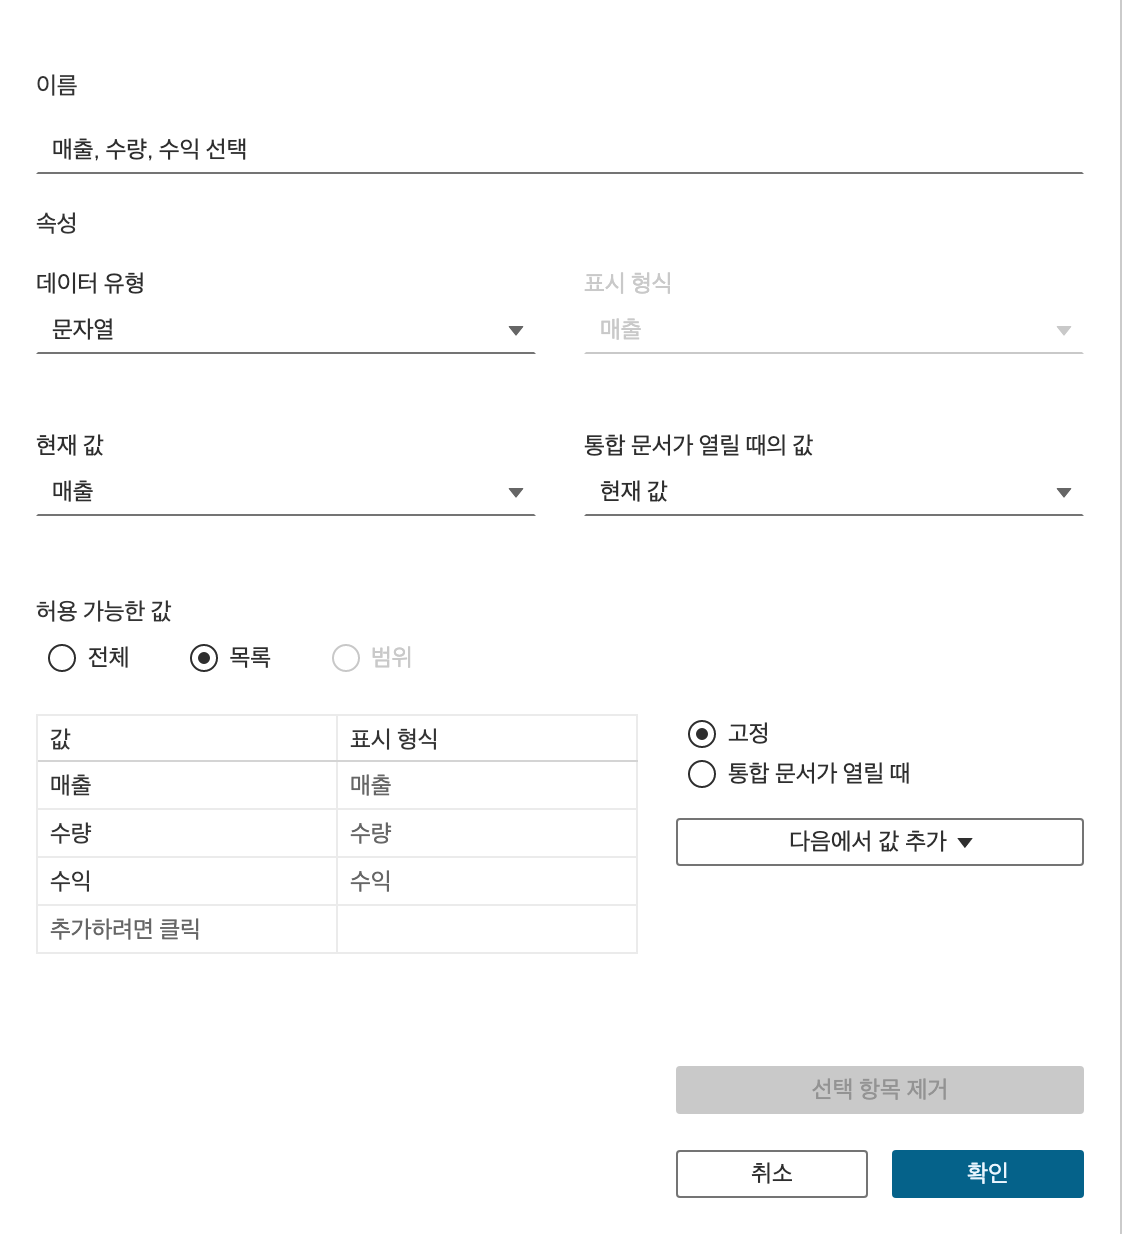 이름
매출, 수량, 수익 선택
속성
데이터 유형 표시 형식
문자열 매출
현재 값 통합 문서가 열릴 때의 값
매출 현재 값
허용 가능한 값
전체 목록 범위
값 표시 형식 고정
매출 매출 통합 문서가 열릴 때
수량 수량 다음에서 값 추가
수익 수익
추가하려면 클릭
선택 항목 제거
취소 확인